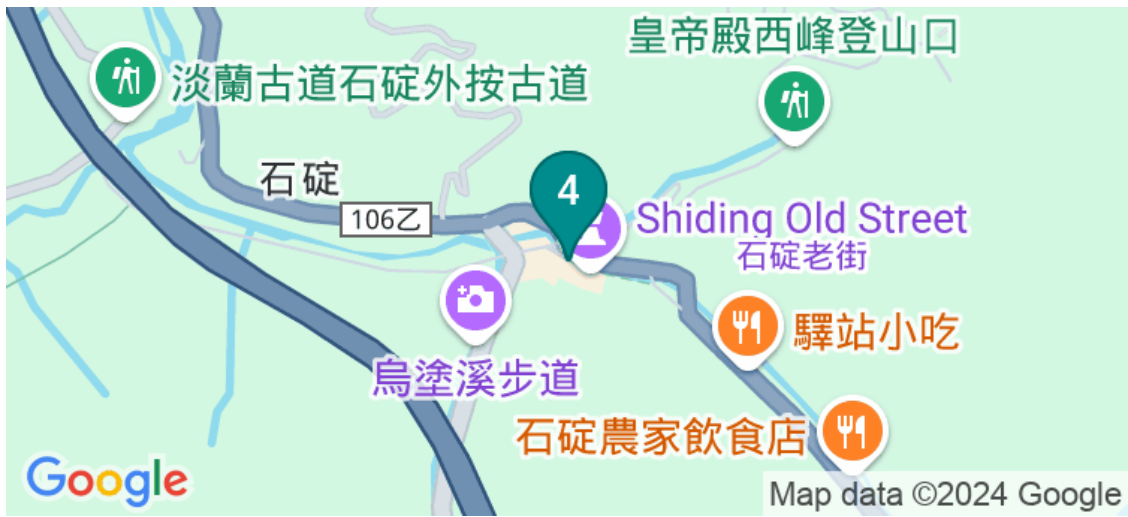 皇帝殿西峰登山口
淡蘭古道石碇外按古道
石碇
4
106乙
Shiding Old Street
石碇老街
驛站小吃
烏塗溪步道
石碇農家飲食店
Google
Map data ©2024 Google